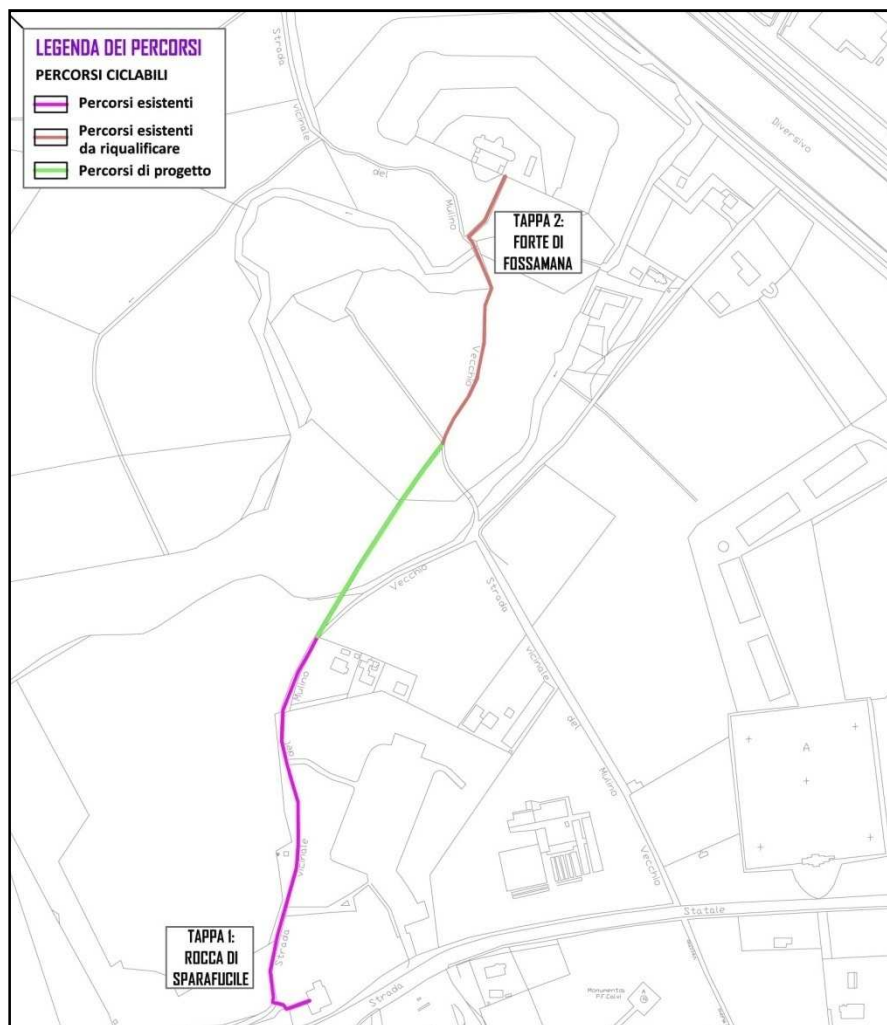 LEGENDA DEI PERCORSI
PERCORSI CICLABILI
Percorsi esistenti
Percorsi esistenti
da riqualificare
Percorsi di progetto
Strada
vicinale
del
Mulino
Diversivo
TAPPA 2:
FORTE DI
FOSSAMANA
Vecchio
Vecchio
Strada
vicinale
del
Mulino
Vecchio
Mulino
del
vicinale
Strada
A
TAPPA 1:
ROCCA DI
SPARAFUCILE
Strada
Statale
A